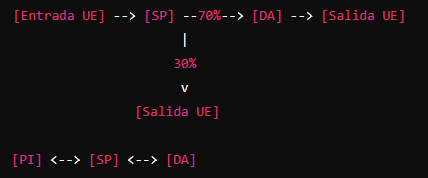 [Entrada UE] --> [SP] --70%--> [DA] --> [Salida UE]
|
30%
v
[Salida UE]
[PI] <--> [SP] <--> [DA]